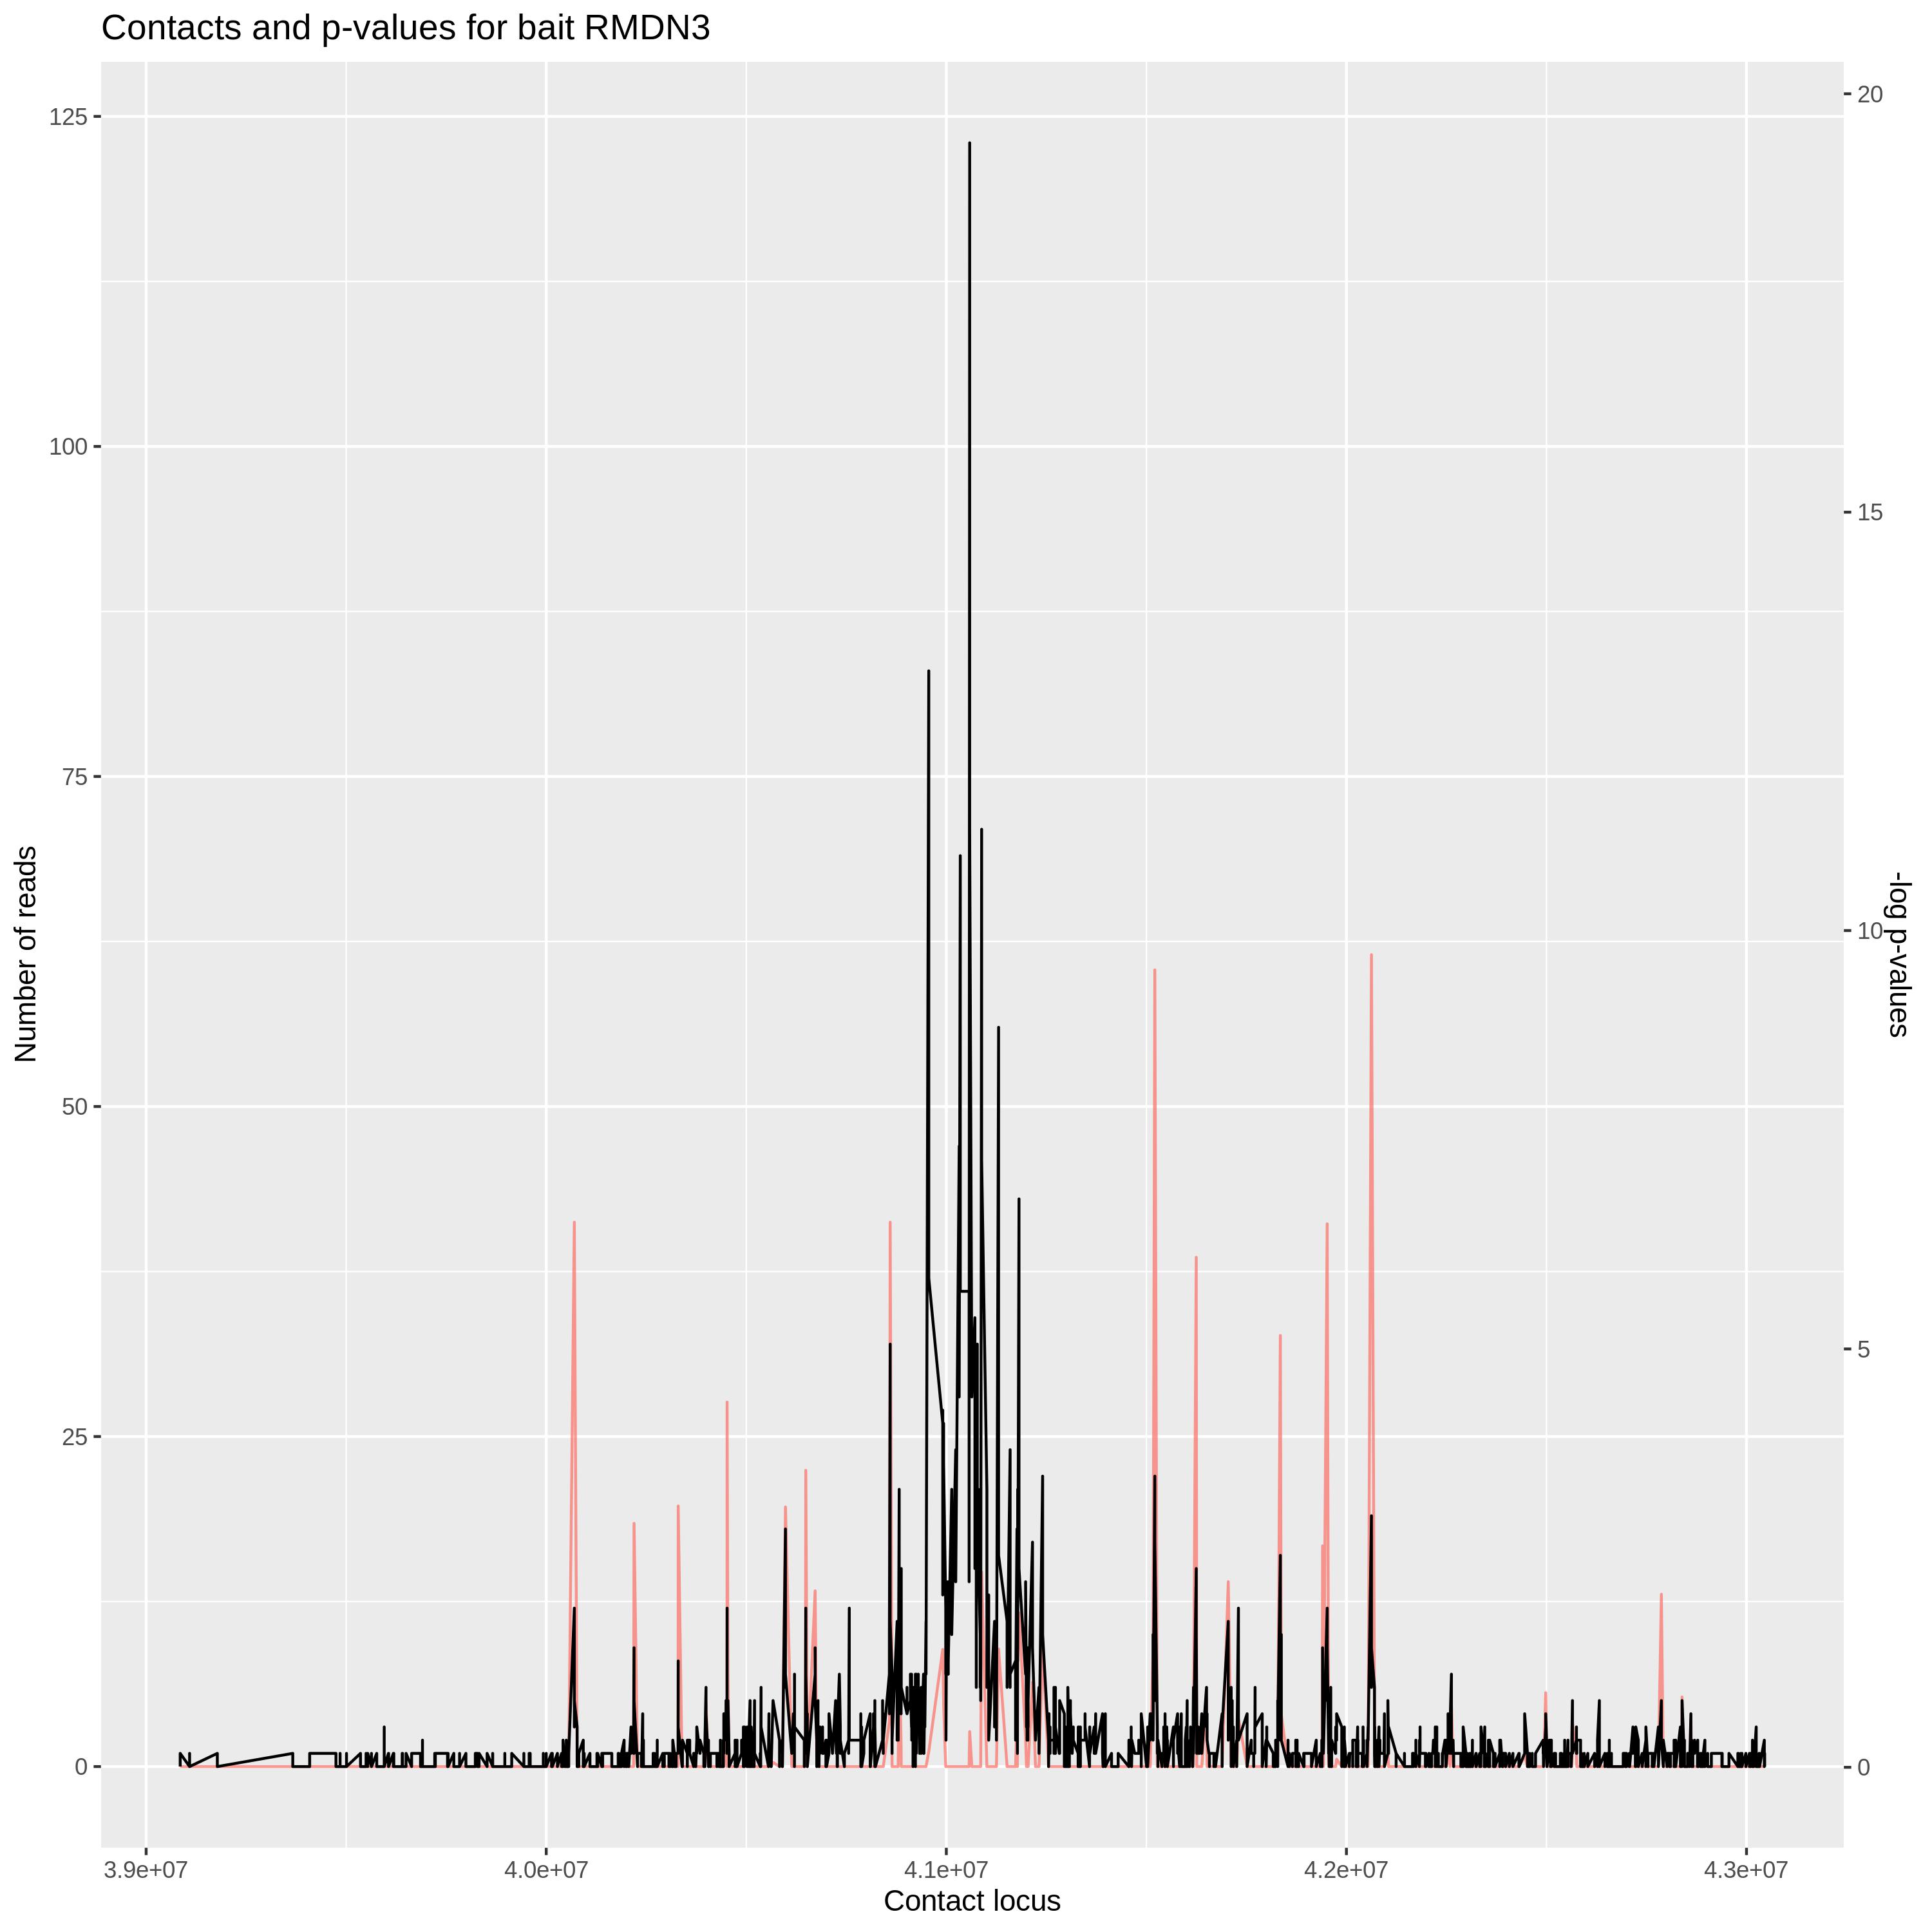 Contacts and p-values for bait RMDN3
125
100
75
50
25
0
Number of reads
20
15
10
5
0
-log p-values
3.9e+07
4.0e+07
4.1e+07
4.2e+07
4.3e+07
Contact locus